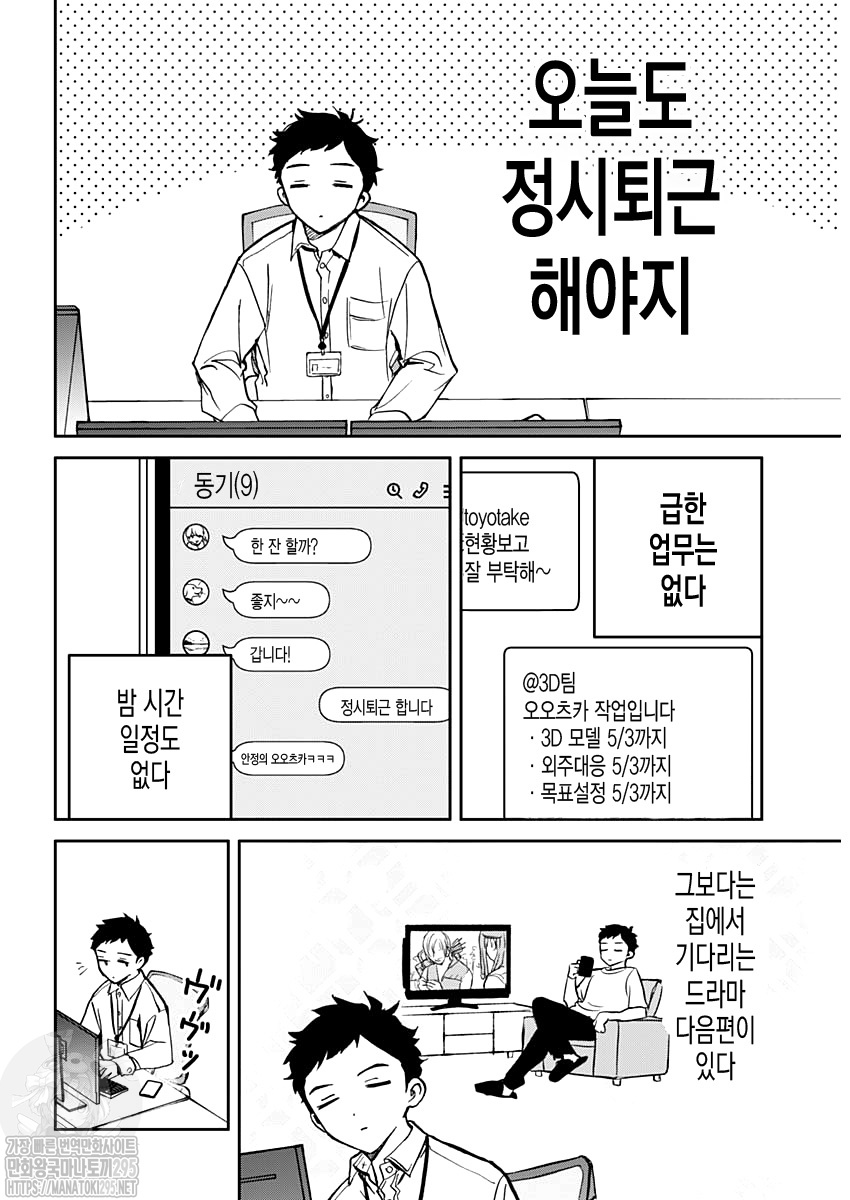 오늘도
정시퇴근
해야지
급한
업무는
없다
toyotake
현황보고
잘 부탁해~
@3D팀
오오츠카 작업입니다
· 3D 모델 5/3까지
· 외주대응 5/3까지
· 목표설정 5/3까지
동기(9)
한 잔 할까?
좋지~~
갑니다!
정시퇴근 합니다
안정의 오오츠카ㅋㅋㅋ
밤 시간
일정도
없다
그보다는
집에서
기다리는
드라마
다음편이
있다
ヴヴヴ
가장 빠른 번역만화사이트
만화왕국마나토끼295
HTTPS://MANATOKI295.NET